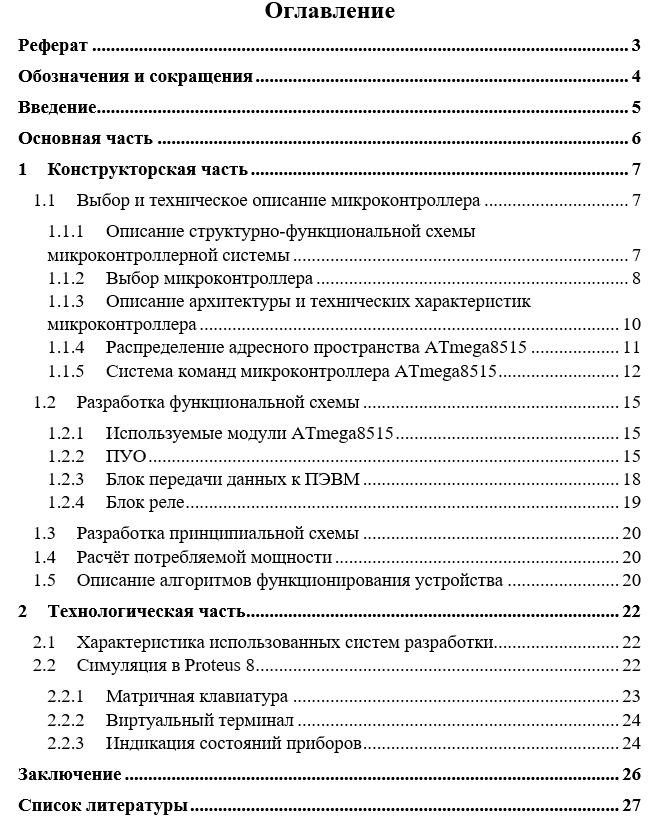 Оглавление
Реферат ... 3
Обозначения и сокращения ... 4
Введение ... 5
Основная часть ... 6
1 Конструкторская часть ... 7
1.1 Выбор и техническое описание микроконтроллера ... 7
1.1.1 Описание структурно-функциональной схемы
микроконтроллерной системы ... 7
1.1.2 Выбор микроконтроллера ... 8
1.1.3 Описание архитектуры и технических характеристик
микроконтроллера ... 10
1.1.4 Распределение адресного пространства ATmega8515 ... 11
1.1.5 Система команд микроконтроллера ATmega8515 ... 12
1.2 Разработка функциональной схемы ... 15
1.2.1 Используемые модули ATmega8515 ... 15
1.2.2 ПУО ... 15
1.2.3 Блок передачи данных к ПЭВМ ... 18
1.2.4 Блок реле ... 19
1.3 Разработка принципиальной схемы ... 20
1.4 Расчёт потребляемой мощности ... 20
1.5 Описание алгоритмов функционирования устройства ... 20
2 Технологическая часть ... 22
2.1 Характеристика использованных систем разработки ... 22
2.2 Симуляция в Proteus 8 ... 22
2.2.1 Матричная клавиатура ... 23
2.2.2 Виртуальный терминал ... 24
2.2.3 Индикация состояний приборов ... 24
Заключение ... 26
Список литературы ... 27